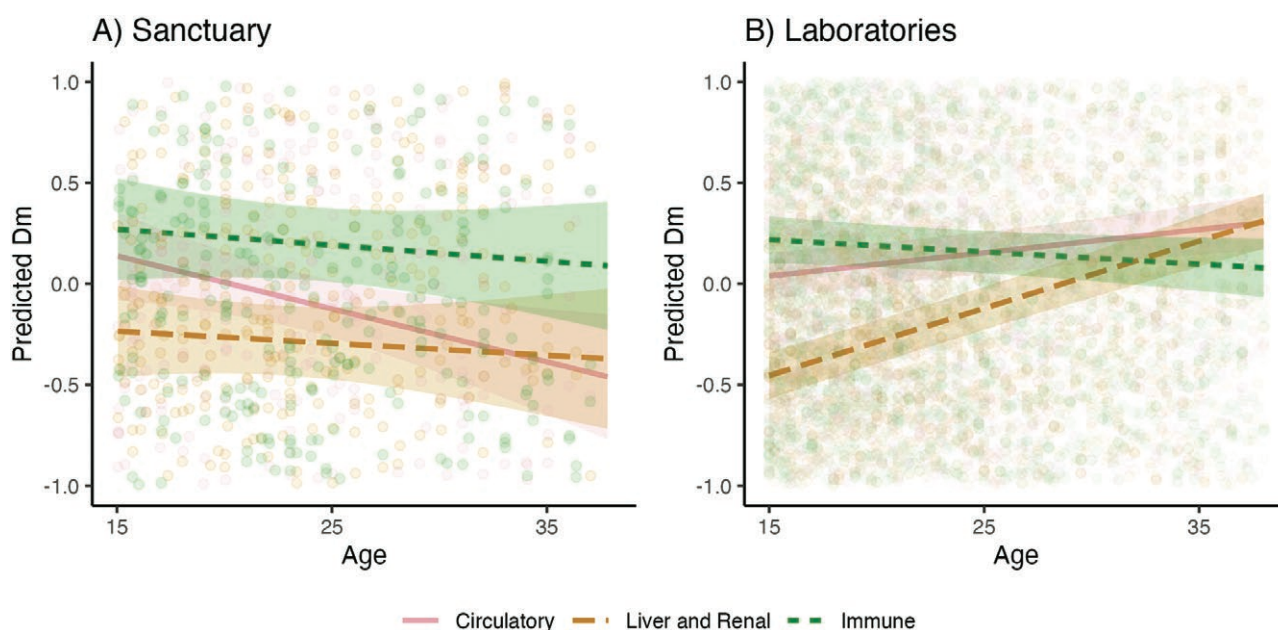 A) Sanctuary
B) Laboratories
1.0
0.5
0.0
-0.5
-1.0
Predicted Dm
15
25
35
Age
1.0
0.5
0.0
-0.5
-1.0
Predicted Dm
15
25
35
Age
Circulatory
Liver and Renal
Immune